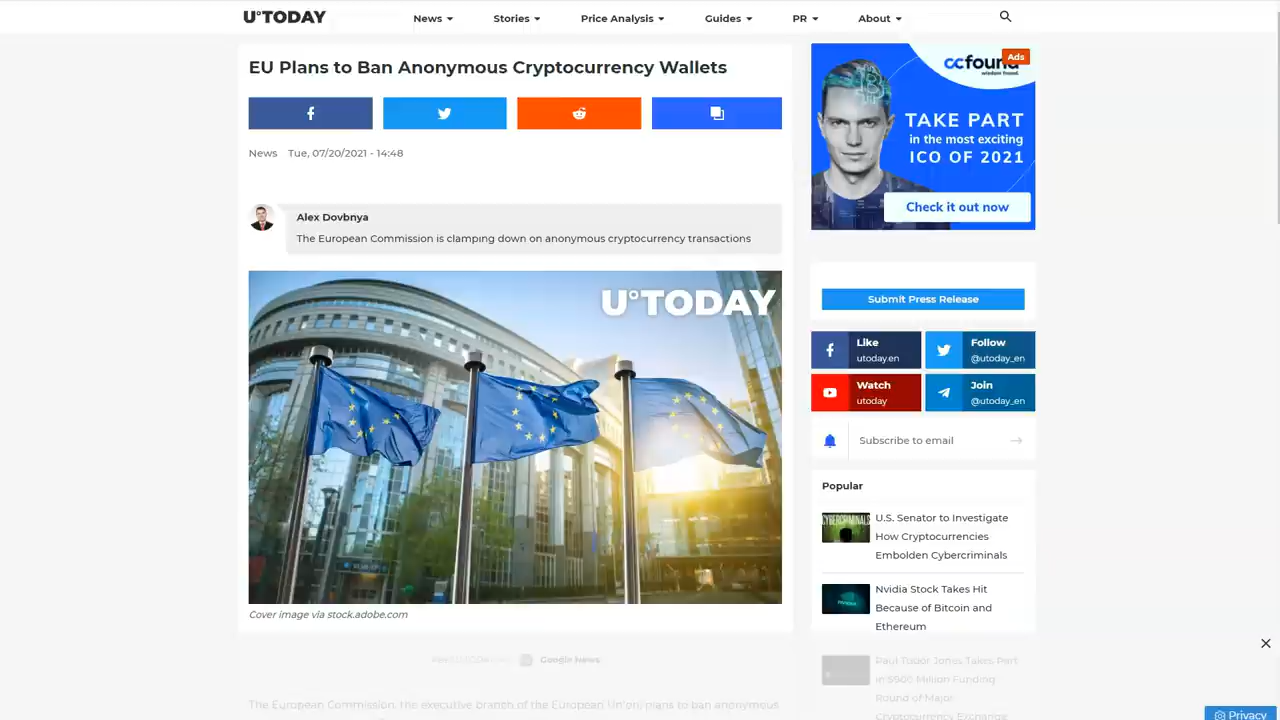 U°TODAY
News
Stories
Price Analysis
Guides
PR
About
EU Plans to Ban Anonymous Cryptocurrency Wallets
News Tue, 07/20/2021 - 14:48
Alex Dovbnya
The European Commission is clamping down on anonymous cryptocurrency transactions
U°TODAY
Cover image via stock.adobe.com
Google News
The European Commission, the executive branch of the European Union, plans to ban anonymous
ccfound
wisdom found.
Ads
TAKE PART
in the most exciting
ICO OF 2021
Check it out now
Submit Press Release
Like
utoday.en
Follow
@utoday_en
Watch
utoday
Join
@utoday_en
Subscribe to email
Popular
CYBERCRIMINALS
U.S. Senator to Investigate
How Cryptocurrencies
Embolden Cybercriminals
Nvidia Stock Takes Hit
Because of Bitcoin and
Ethereum
Paul Tudor Jones Takes Part
in $900 Million Funding
Round of Major
Cryptocurrency Exchange
Privacy